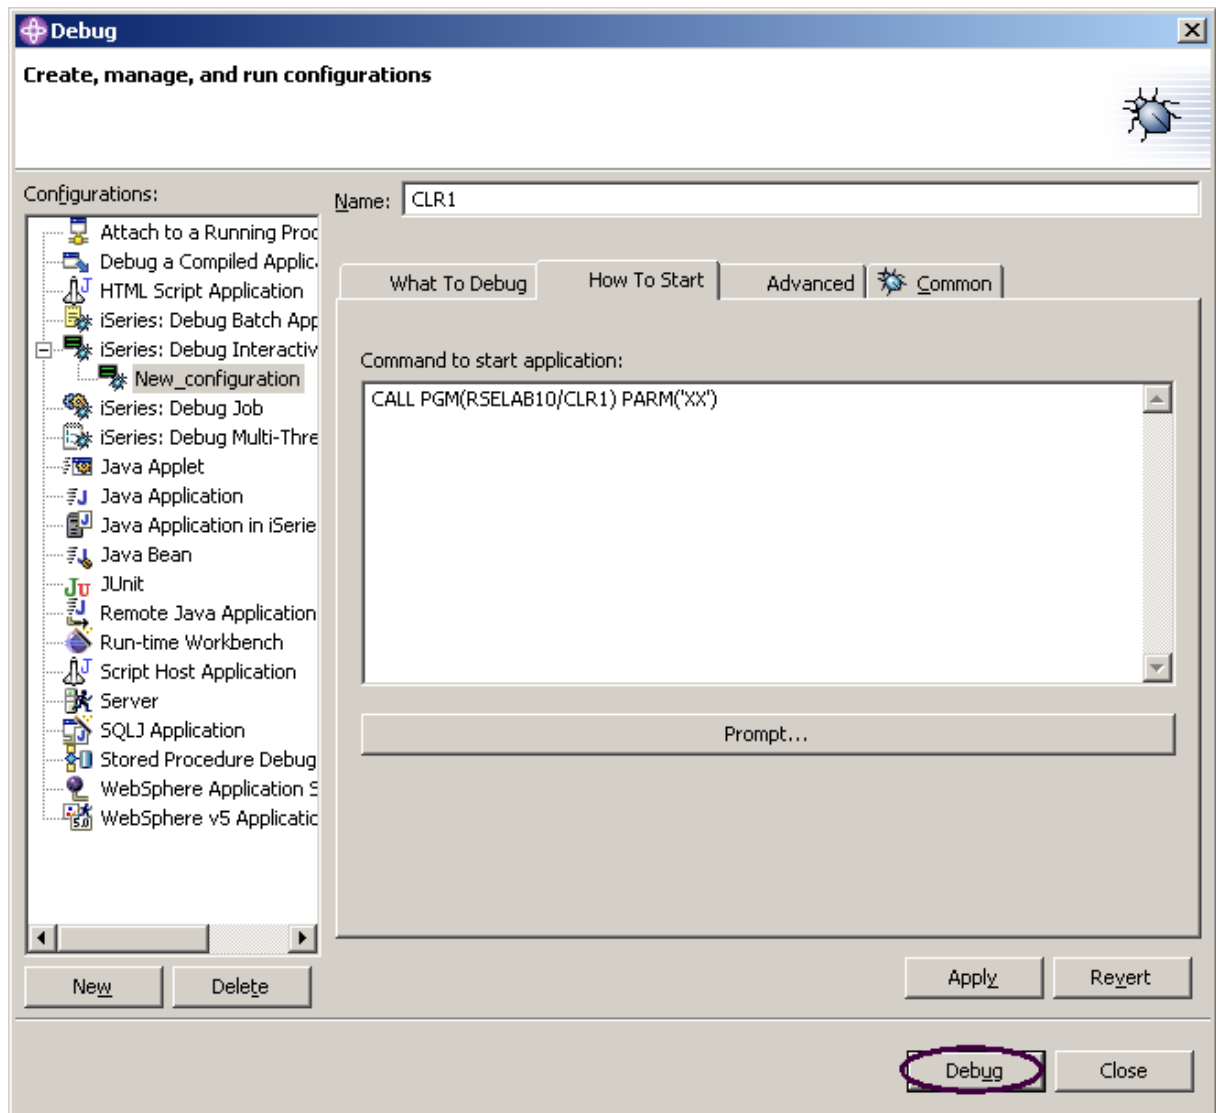 Debug
Create, manage, and run configurations
Configurations:
Name: CLR1
Attach to a Running Proc
Debug a Compiled Applic
HTML Script Application
iSeries: Debug Batch App
iSeries: Debug Interactiv
New_configuration
iSeries: Debug Job
iSeries: Debug Multi-Thre
Java Applet
Java Application
Java Application in iSerie
Java Bean
JUnit
Remote Java Application
Run-time Workbench
Script Host Application
Server
SQLJ Application
Stored Procedure Debug
WebSphere Application S
WebSphere v5 Applicatic
New Delete
What To Debug How To Start Advanced Common
Command to start application:
CALL PGM(RSELAB10/CLR1) PARM('XX')
Prompt...
Apply Revert
Debug Close